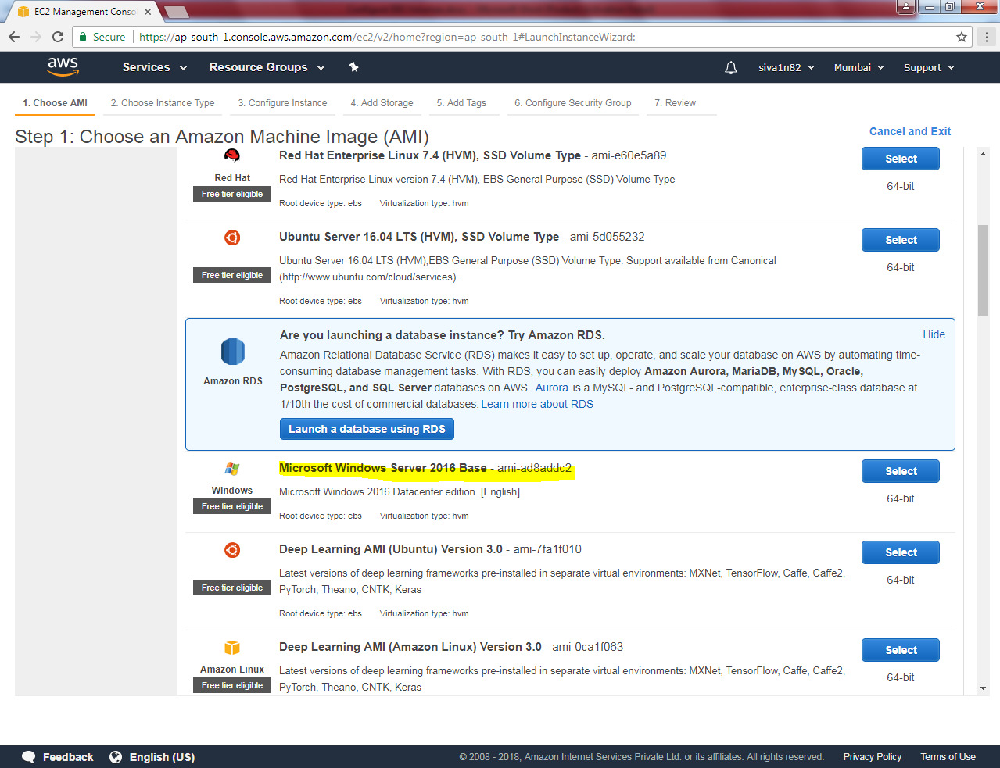 EC2 Management Conso
Secure
https://ap-south-1.console.aws.amazon.com/ec2/v2/home?region=ap-south-1#LaunchInstanceWizard:
aws
Services
Resource Groups
siva1n82
Mumbai
Support
1. Choose AMI
2. Choose Instance Type
3. Configure Instance
4. Add Storage
5. Add Tags
6. Configure Security Group
7. Review
Step 1: Choose an Amazon Machine Image (AMI)
Cancel and Exit
Red Hat
Free tier eligible
Red Hat Enterprise Linux 7.4 (HVM), SSD Volume Type - ami-e60e5a89
Red Hat Enterprise Linux version 7.4 (HVM), EBS General Purpose (SSD) Volume Type
Root device type: ebs
Virtualization type: hvm
Select
64-bit
Free tier eligible
Ubuntu Server 16.04 LTS (HVM), SSD Volume Type - ami-5d055232
Ubuntu Server 16.04 LTS (HVM),EBS General Purpose (SSD) Volume Type. Support available from Canonical
(http://www.ubuntu.com/cloud/services).
Root device type: ebs
Virtualization type: hvm
Select
64-bit
Amazon RDS
Are you launching a database instance? Try Amazon RDS.
Hide
Amazon Relational Database Service (RDS) makes it easy to set up, operate, and scale your database on AWS by automating time-
consuming database management tasks. With RDS, you can easily deploy Amazon Aurora, MariaDB, MySQL, Oracle,
PostgreSQL, and SQL Server databases on AWS. Aurora is a MySQL- and PostgreSQL-compatible, enterprise-class database at
1/10th the cost of commercial databases. Learn more about RDS
Launch a database using RDS
Windows
Free tier eligible
Microsoft Windows Server 2016 Base - ami-ad8addc2
Microsoft Windows 2016 Datacenter edition. [English]
Root device type: ebs
Virtualization type: hvm
Select
64-bit
Free tier eligible
Deep Learning AMI (Ubuntu) Version 3.0 - ami-7fa1f010
Latest versions of deep learning frameworks pre-installed in separate virtual environments: MXNet, TensorFlow, Caffe, Caffe2,
PyTorch, Theano, CNTK, Keras
Root device type: ebs
Virtualization type: hvm
Select
64-bit
Amazon Linux
Free tier eligible
Deep Learning AMI (Amazon Linux) Version 3.0 - ami-0ca1f063
Latest versions of deep learning frameworks pre-installed in separate virtual environments: MXNet, TensorFlow, Caffe, Caffe2,
PyTorch, Theano, CNTK, Keras
Select
64-bit
Feedback
English (US)
© 2008 - 2018, Amazon Internet Services Private Ltd. or its affiliates. All rights reserved.
Privacy Policy
Terms of Use